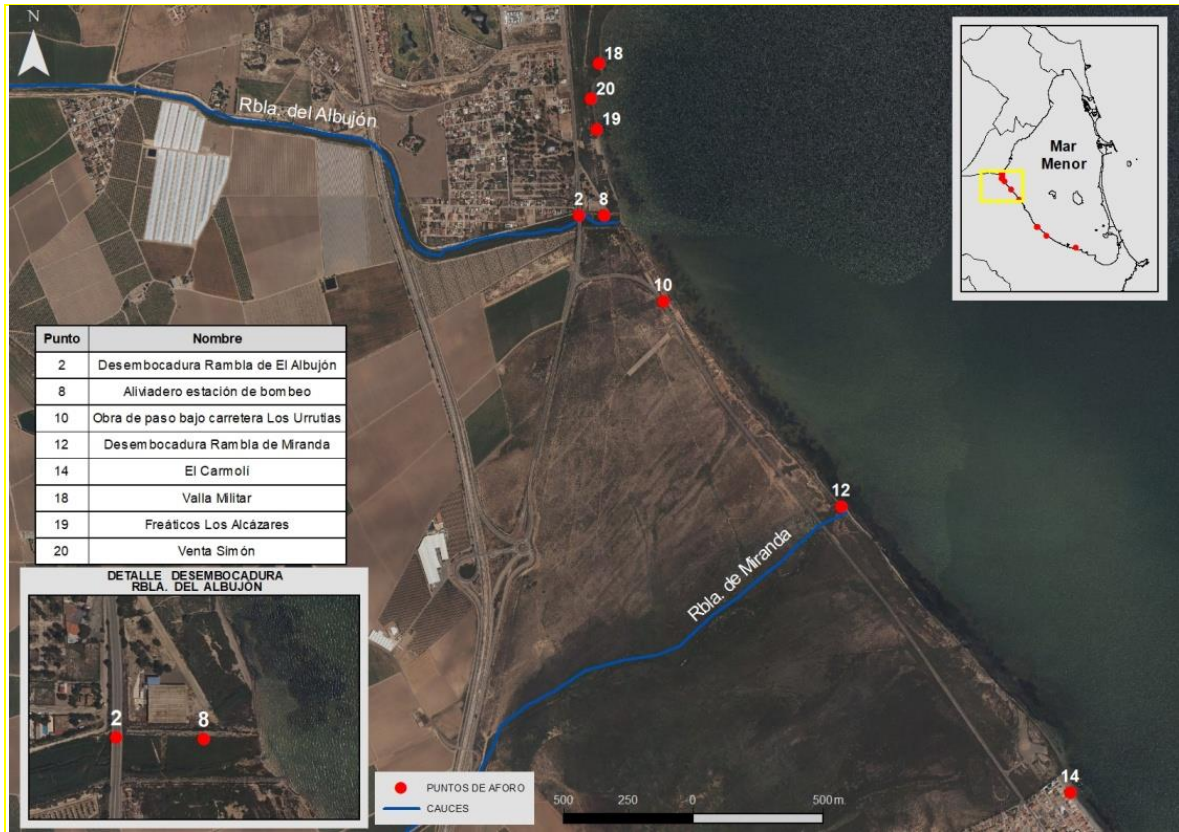 N
18
20
19
Rbla. del Albujón
2 8
Mar
Menor
10
Punto Nombre
2 Desembocadura Rambla de El Albujón
8 Aliviadero estación de bombeo
10 Obra de paso bajo carretera Los Urrutias
12 Desembocadura Rambla de Miranda
14 El Carmolí
18 Valla Militar
19 Freáticos Los Alcázares
20 Venta Simón
12
Rbla. de Miranda
DETALLE DESEMBOCADURA
RBLA. DEL ALBUJÓN
2 8
14
PUNTOS DE AFORO
CAUCES
500 250 0 500 m.